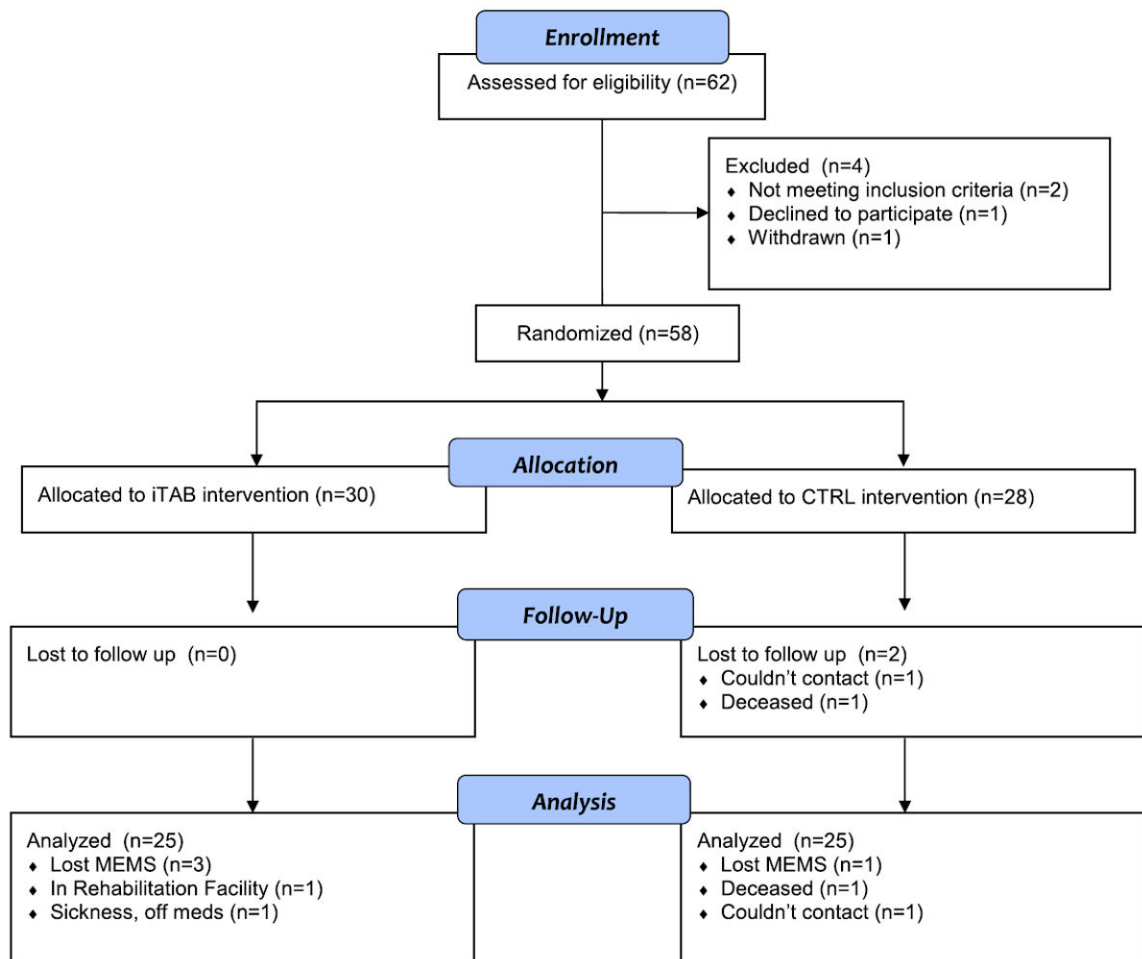 Enrollment
Assessed for eligibility (n=62)
Excluded (n=4)
♦ Not meeting inclusion criteria (n=2)
♦ Declined to participate (n=1)
♦ Withdrawn (n=1)
Randomized (n=58)
Allocation
Allocated to iTAB intervention (n=30)
Allocated to CTRL intervention (n=28)
Follow-Up
Lost to follow up (n=0)
Lost to follow up (n=2)
♦ Couldn't contact (n=1)
♦ Deceased (n=1)
Analysis
Analyzed (n=25)
♦ Lost MEMS (n=3)
♦ In Rehabilitation Facility (n=1)
♦ Sickness, off meds (n=1)
Analyzed (n=25)
♦ Lost MEMS (n=1)
♦ Deceased (n=1)
♦ Couldn't contact (n=1)